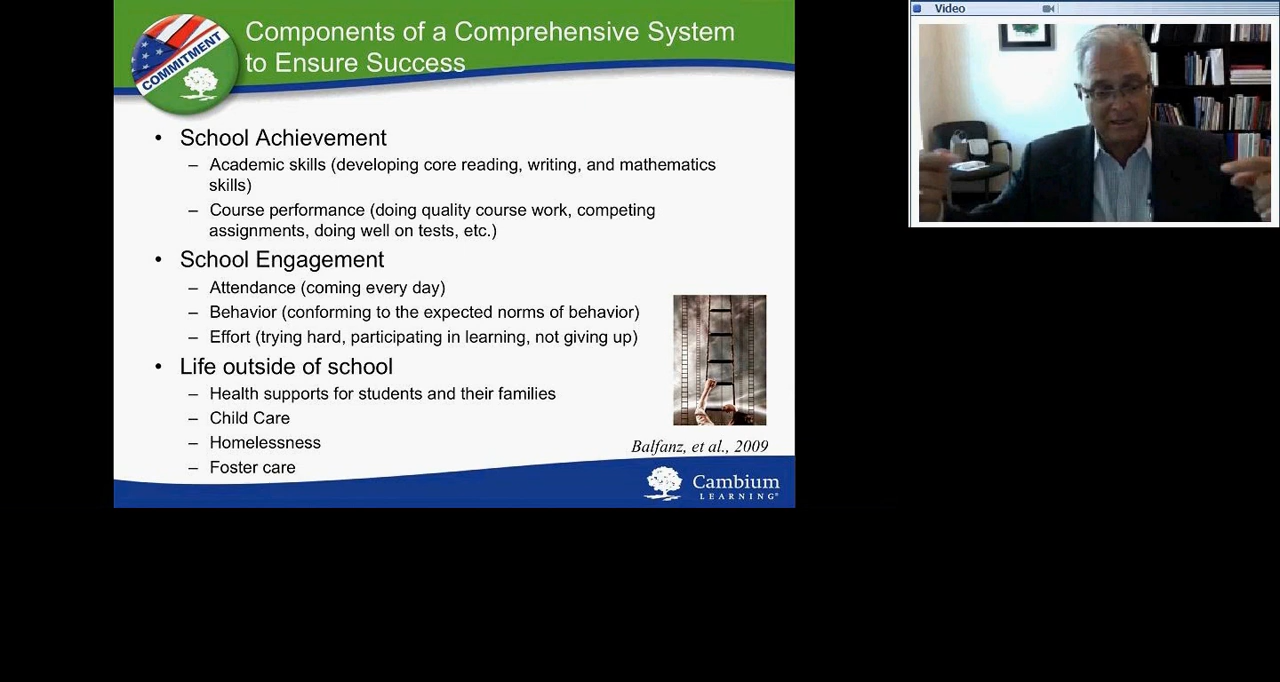 COMMITMENT
Components of a Comprehensive System
to Ensure Success
• School Achievement
– Academic skills (developing core reading, writing, and mathematics
skills)
– Course performance (doing quality course work, competing
assignments, doing well on tests, etc.)
• School Engagement
– Attendance (coming every day)
– Behavior (conforming to the expected norms of behavior)
– Effort (trying hard, participating in learning, not giving up)
• Life outside of school
– Health supports for students and their families
– Child Care
– Homelessness
– Foster care
Balfanz, et al., 2009
Cambium
LEARNING®
Video